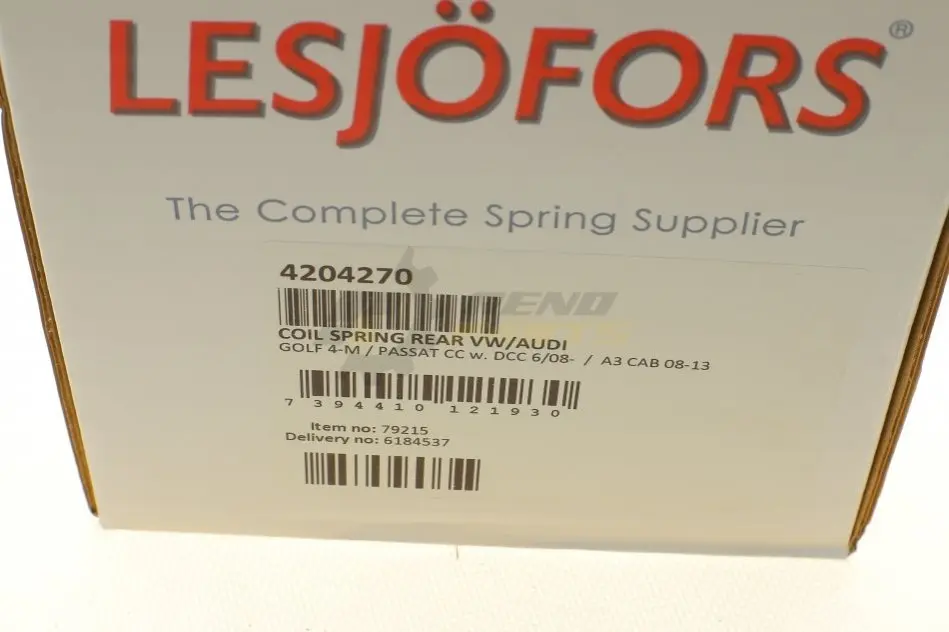 LESJÖFORS®
The Complete Spring Supplier
4204270
COIL SPRING REAR VW/AUDI
GOLF 4-M / PASSAT CC w. DCC 6/08- / A3 CAB 08-13
7 394410 121930
Item no: 79215
Delivery no: 6184537